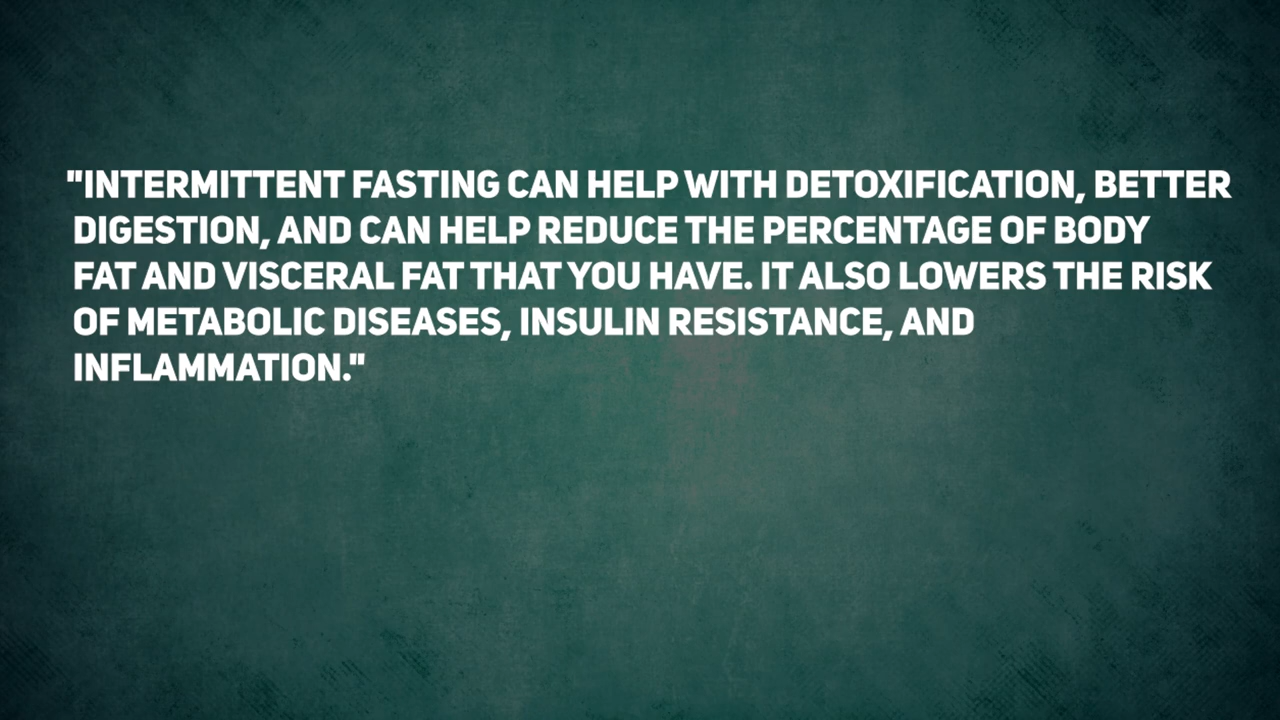 "INTERMITTENT FASTING CAN HELP WITH DETOXIFICATION, BETTER
DIGESTION, AND CAN HELP REDUCE THE PERCENTAGE OF BODY
FAT AND VISCERAL FAT THAT YOU HAVE. IT ALSO LOWERS THE RISK
OF METABOLIC DISEASES, INSULIN RESISTANCE, AND
INFLAMMATION."